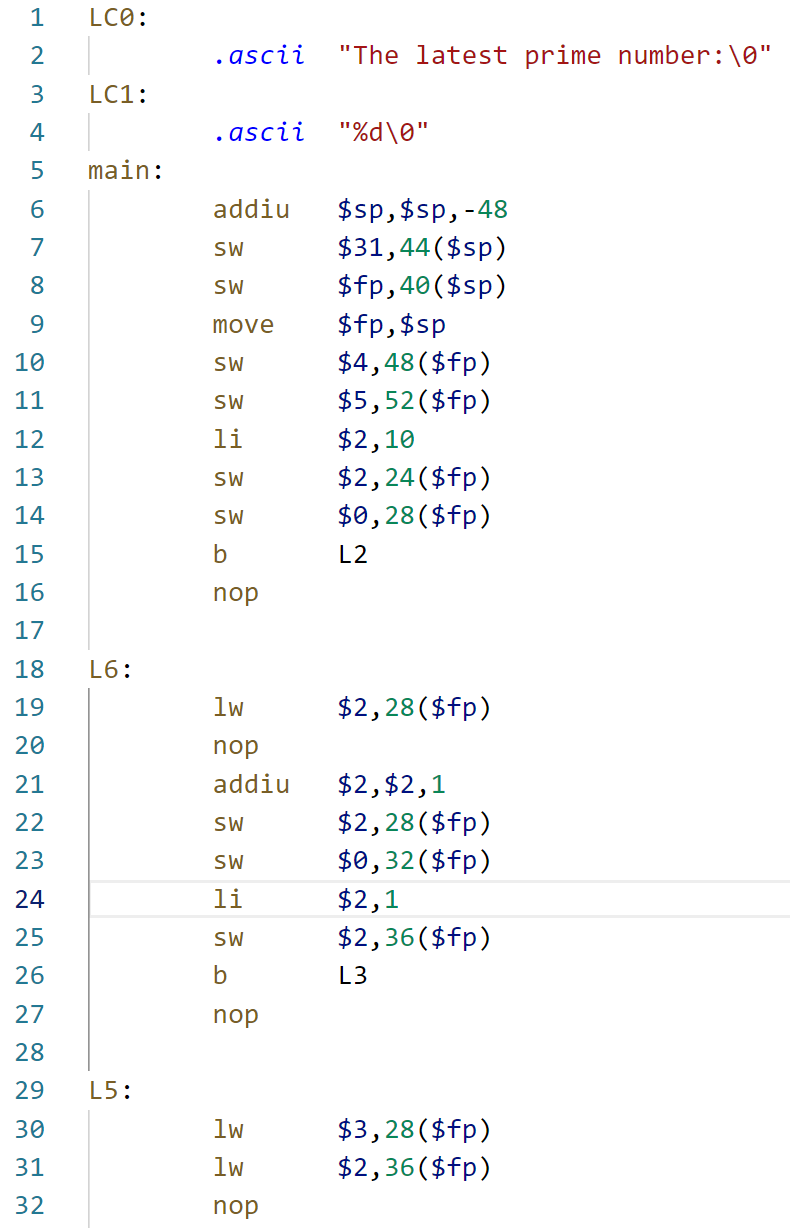 1 LC0:
2 .ascii "The latest prime number:\0"
3 LC1:
4 .ascii "%d\0"
5 main:
6 addiu $sp,$sp,-48
7 sw $31,44($sp)
8 sw $fp,40($sp)
9 move $fp,$sp
10 sw $4,48($fp)
11 sw $5,52($fp)
12 li $2,10
13 sw $2,24($fp)
14 sw $0,28($fp)
15 b L2
16 nop
17
18 L6:
19 lw $2,28($fp)
20 nop
21 addiu $2,$2,1
22 sw $2,28($fp)
23 sw $0,32($fp)
24 li $2,1
25 sw $2,36($fp)
26 b L3
27 nop
28
29 L5:
30 lw $3,28($fp)
31 lw $2,36($fp)
32 nop